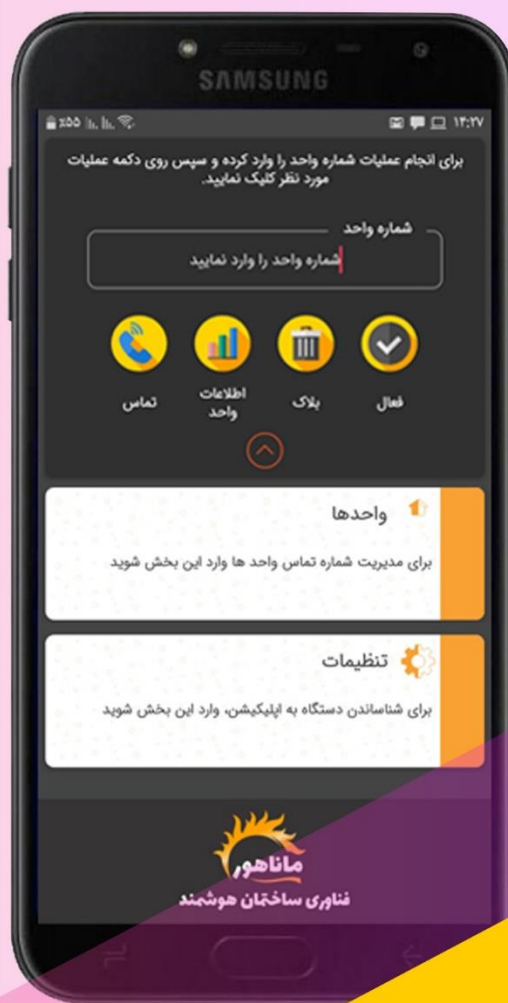 SAMSUNG
٪۵۵
۱۴:۲۷
برای انجام عملیات شماره واحد را وارد کرده و سپس روی دکمه عملیات
مورد نظر کلیک نمایید.
شماره واحد
شماره واحد را وارد نمایید
فعال
بلاک
اطلاعات
واحد
تماس
واحدها
برای مدیریت شماره تماس واحد ها وارد این بخش شوید
تنظیمات
برای شناساندن دستگاه به اپلیکیشن، وارد این بخش شوید
ماناهور
فناوری ساختمان هوشمند